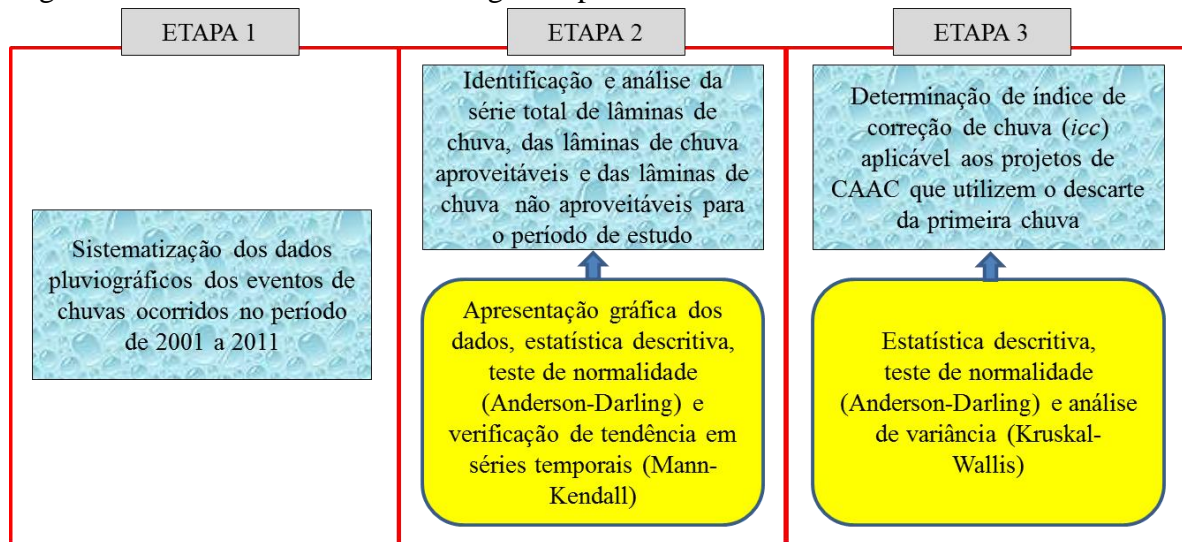 ETAPA 1
Sistematização dos dados
pluviográficos dos eventos de
chuvas ocorridos no período
de 2001 a 2011
ETAPA 2
Identificação e análise da
série total de lâminas de
chuva, das lâminas de chuva
aproveitáveis e das lâminas de
chuva não aproveitáveis para
o período de estudo
Apresentação gráfica dos
dados, estatística descritiva,
teste de normalidade
(Anderson-Darling) e
verificação de tendência em
séries temporais (Mann-
Kendall)
ETAPA 3
Determinação de índice de
correção de chuva (icc)
aplicável aos projetos de
CAAC que utilizem o descarte
da primeira chuva
Estatística descritiva,
teste de normalidade
(Anderson-Darling) e análise
de variância (Kruskal-
Wallis)